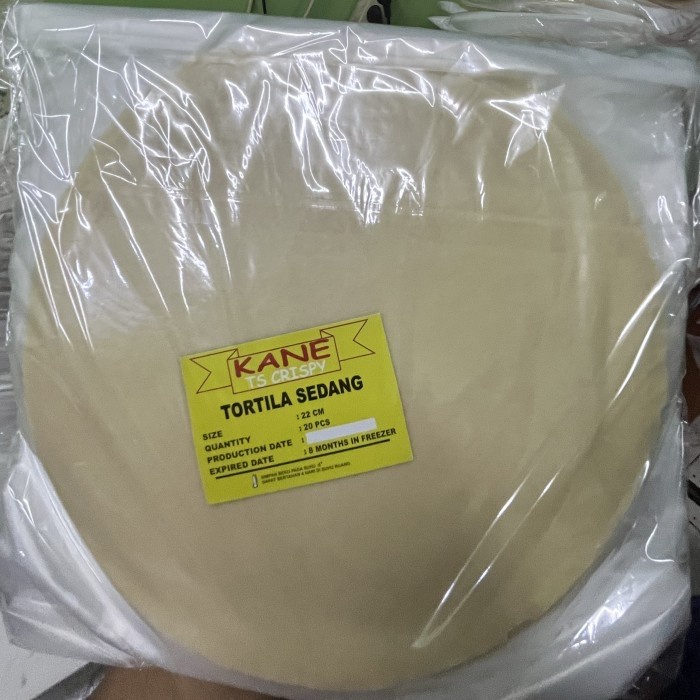 KANE
TS CRISPY
TORTILA SEDANG
SIZE : 22 CM
QUANTITY : 20 PCS
PRODUCTION DATE :
EXPIRED DATE : 8 MONTHS IN FREEZER